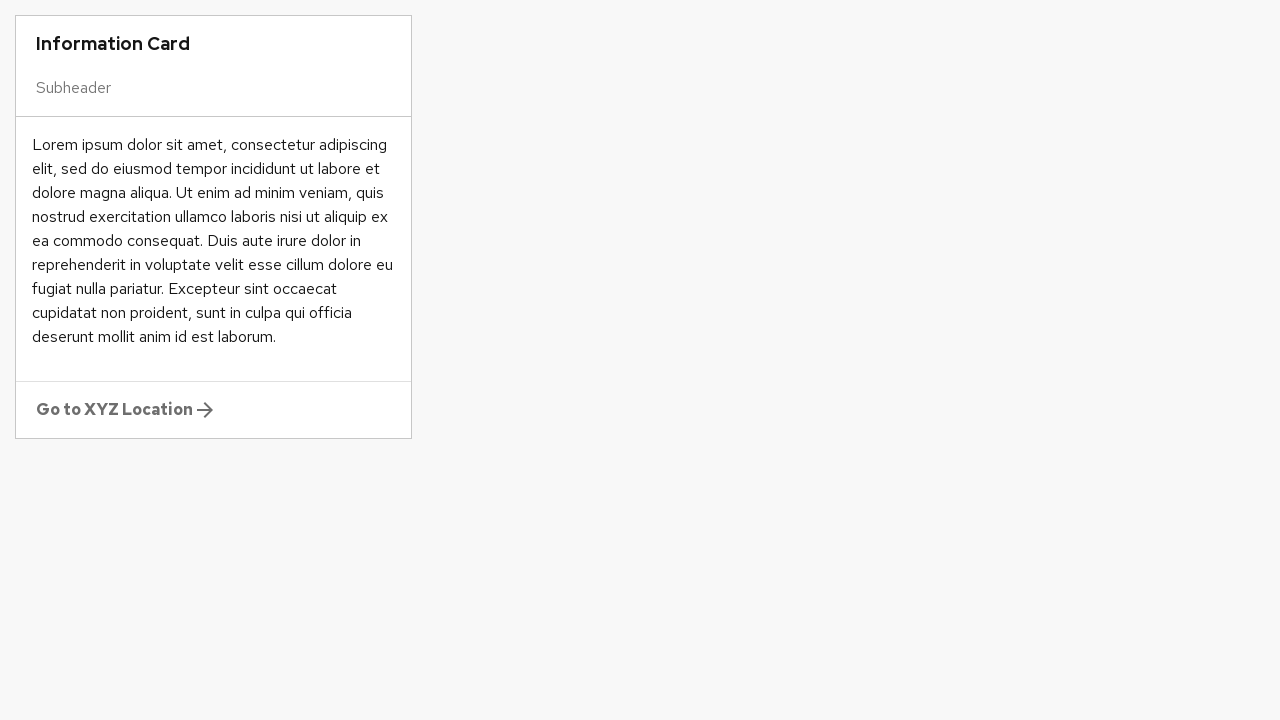 Information Card
Subheader
Lorem ipsum dolor sit amet, consectetur adipiscing
elit, sed do eiusmod tempor incididunt ut labore et
dolore magna aliqua. Ut enim ad minim veniam, quis
nostrud exercitation ullamco laboris nisi ut aliquip ex
ea commodo consequat. Duis aute irure dolor in
reprehenderit in voluptate velit esse cillum dolore eu
fugiat nulla pariatur. Excepteur sint occaecat
cupidatat non proident, sunt in culpa qui officia
deserunt mollit anim id est laborum.
Go to XYZ Location